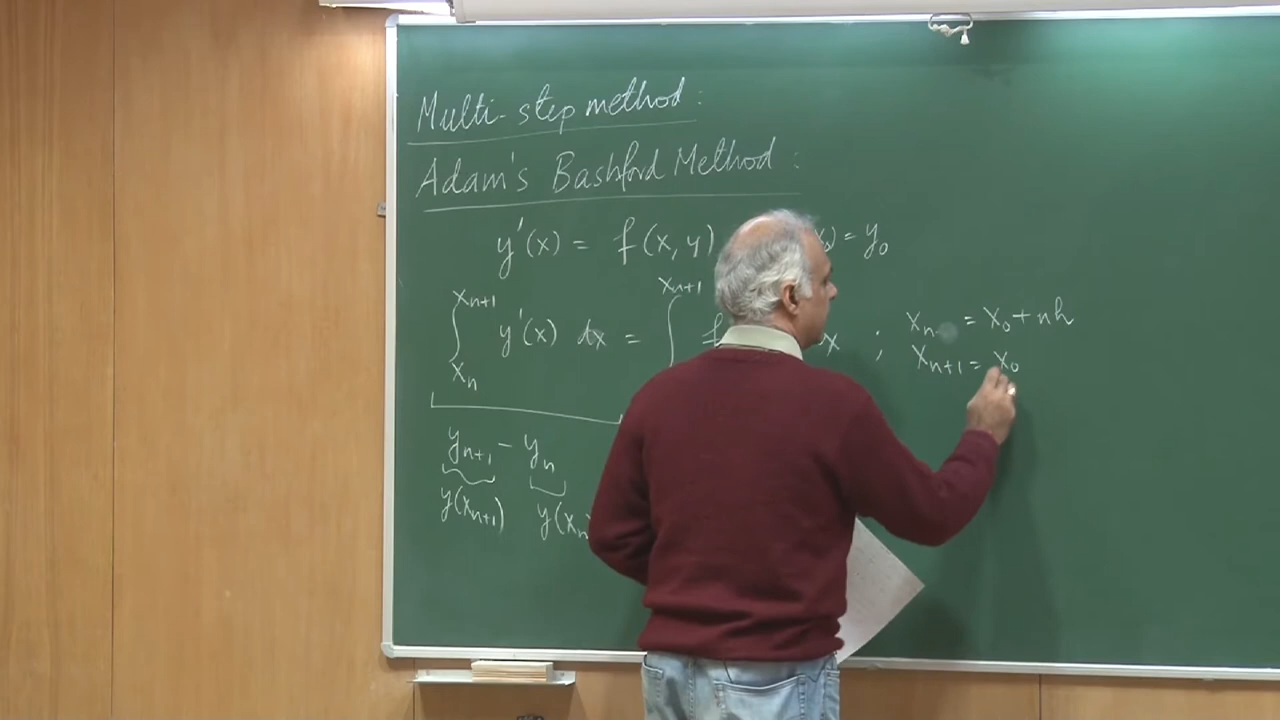 Multi-step method:
Adam's Bashford Method:
y'(x) = f(x, y) = y₀
∫_{xₙ}^{xₙ₊₁} y'(x) dx = ∫^{xₙ₊₁} f x ; xₙ = x₀ + nh
xₙ₊₁ = x₀
yₙ₊₁ - yₙ
y(xₙ₊₁) y(xₙ